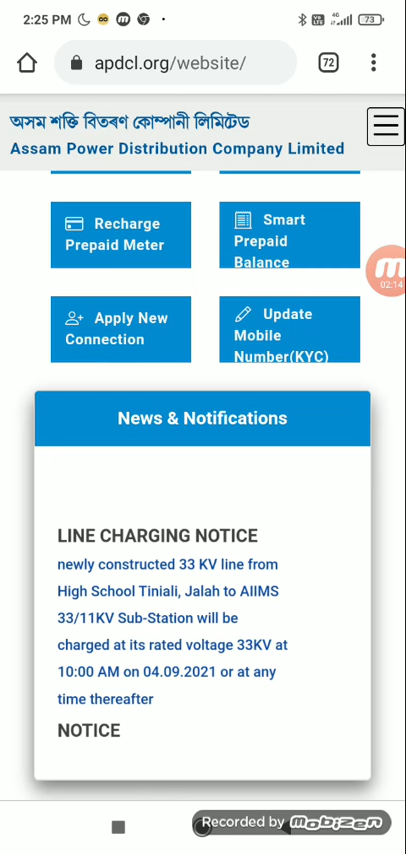 2:25 PM
4G
73
apdcl.org/website/
72
অসম শক্তি বিতৰণ কোম্পানী লিমিটেড
Assam Power Distribution Company Limited
Recharge
Prepaid Meter
Smart
Prepaid
Balance
02:14
Apply New
Connection
Update
Mobile
Number(KYC)
News & Notifications
LINE CHARGING NOTICE
newly constructed 33 KV line from
High School Tiniali, Jalah to AIIMS
33/11KV Sub-Station will be
charged at its rated voltage 33KV at
10:00 AM on 04.09.2021 or at any
time thereafter
NOTICE
Recorded by mobizen